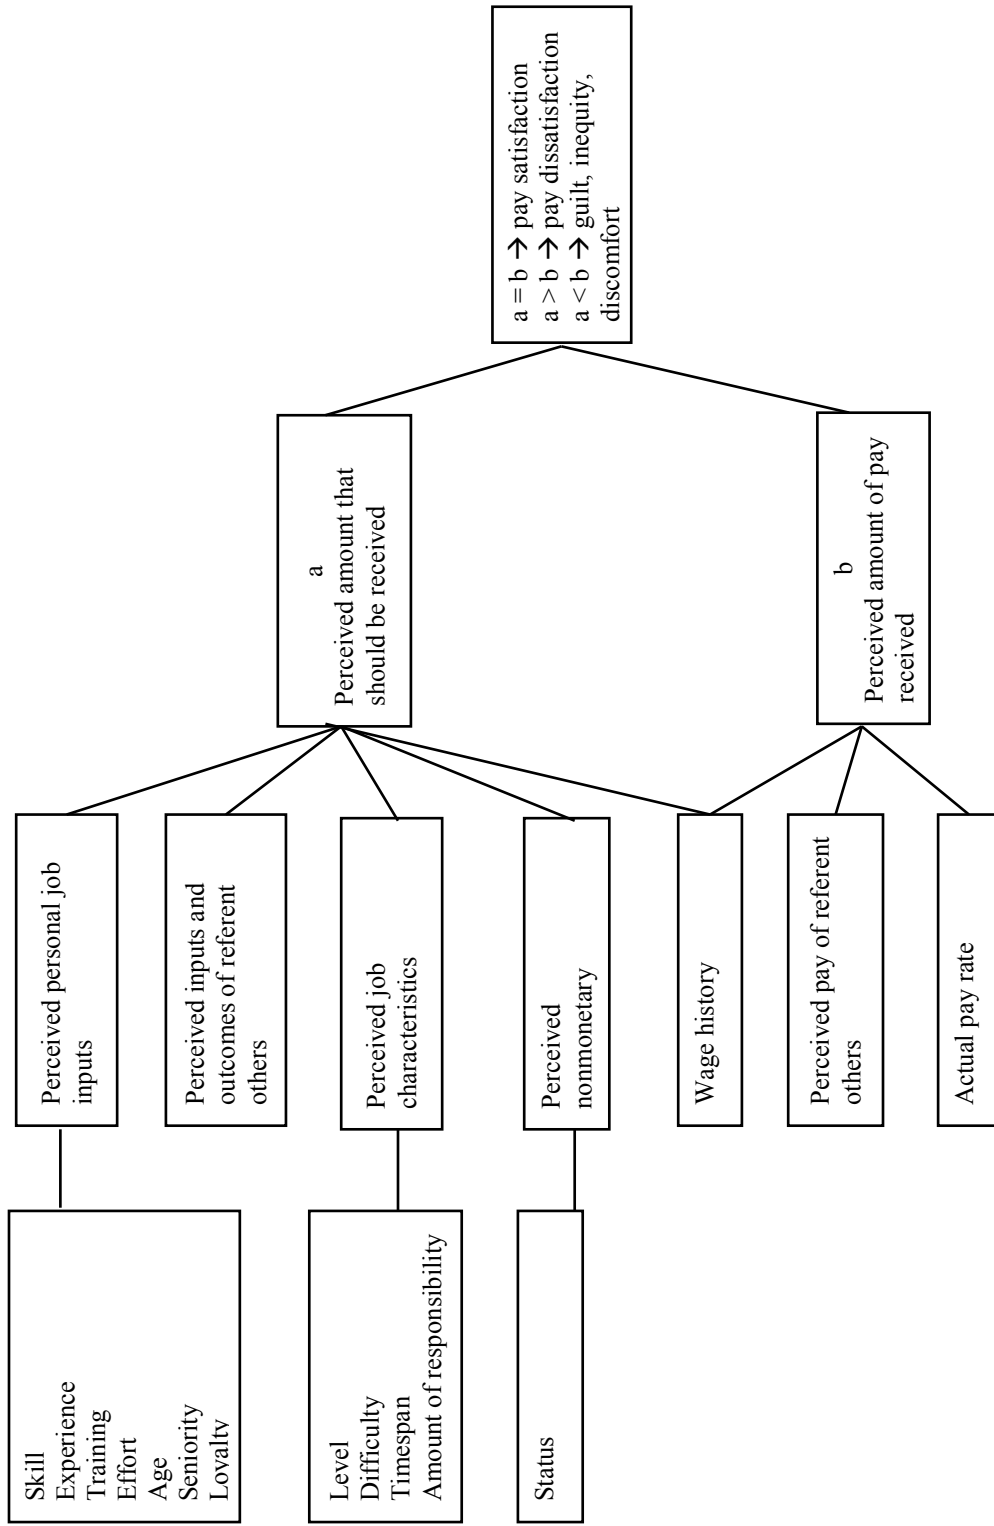 Skill
Experience
Training
Effort
Age
Seniority
Loyalty
Level
Difficulty
Timespan
Amount of responsibility
Status
Perceived personal job
inputs
Perceived inputs and
outcomes of referent
others
Perceived job
characteristics
Perceived
nonmonetary
Wage history
Perceived pay of referent
others
Actual pay rate
a
Perceived amount that
should be received
b
Perceived amount of pay
received
a = b → pay satisfaction
a > b → pay dissatisfaction
a < b → guilt, inequity,
discomfort